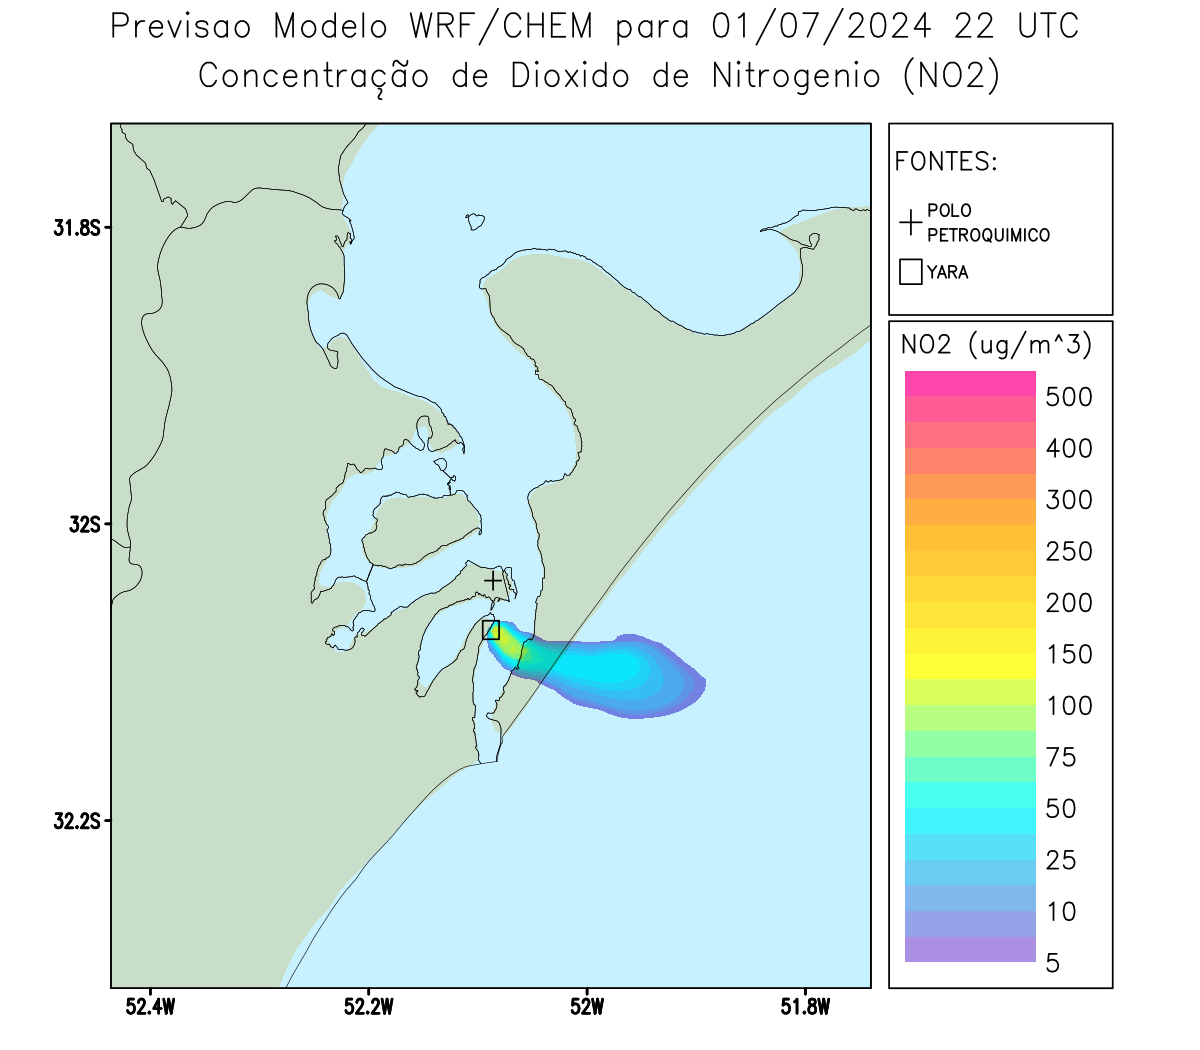 Previsao Modelo WRF/CHEM para 01/07/2024 22 UTC
Concentração de Dioxido de Nitrogenio (NO2)
FONTES:
POLO
PETROQUIMICO
YARA
NO2 (ug/m^3)
500
400
300
250
200
150
100
75
50
25
10
5
31.8S
32S
32.2S
52.4W
52.2W
52W
51.8W